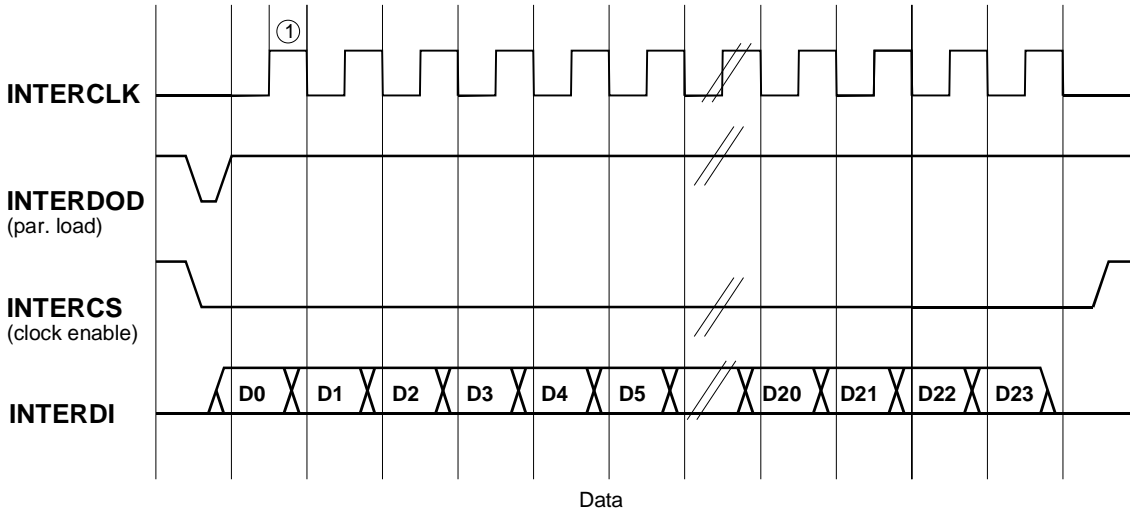 ①
INTERCLK
INTERDOD
(par. load)
INTERCS
(clock enable)
INTERDI
D0 D1 D2 D3 D4 D5 D20 D21 D22 D23
Data